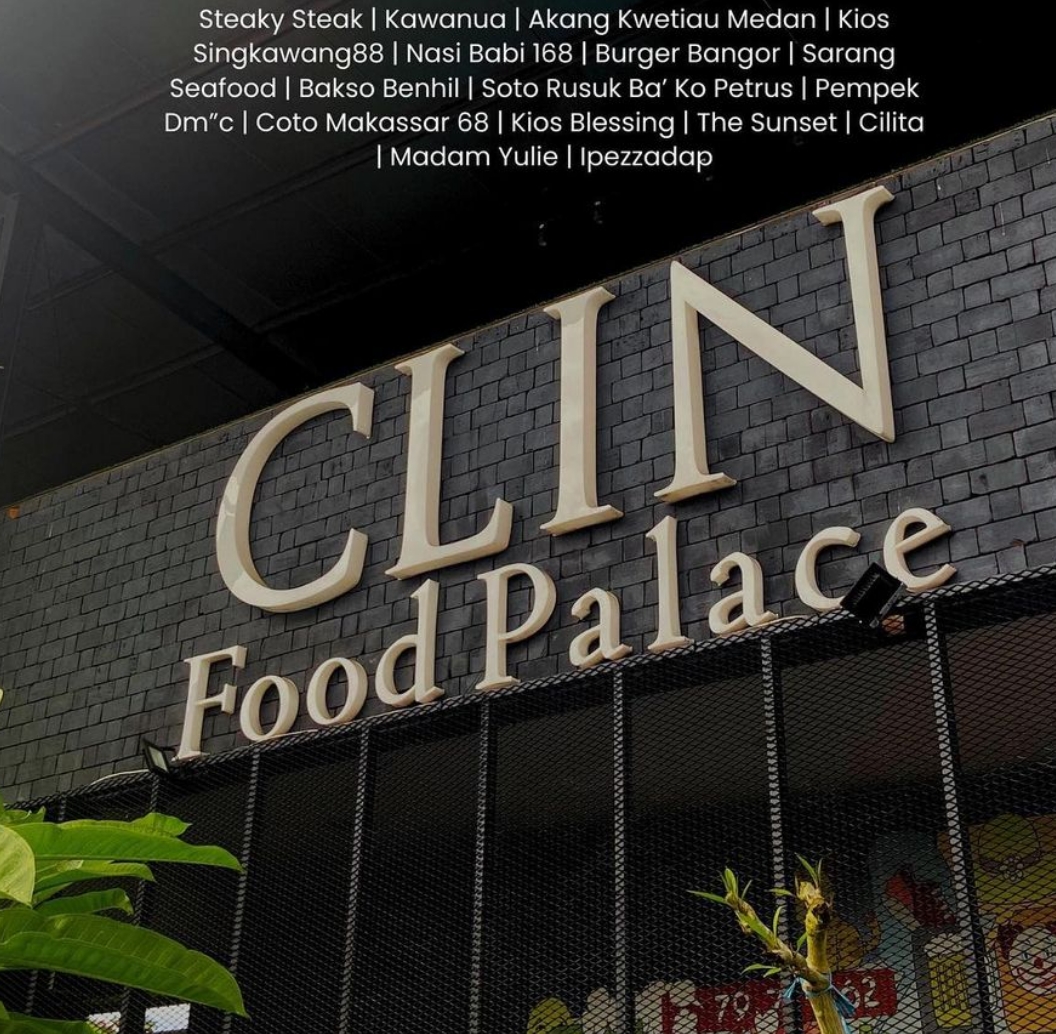 Steaky Steak | Kawanua | Akang Kwetiau Medan | Kios
Singkawang88 | Nasi Babi 168 | Burger Bangor | Sarang
Seafood | Bakso Benhil | Soto Rusuk Ba’ Ko Petrus | Pempek
Dm”c | Coto Makassar 68 | Kios Blessing | The Sunset | Cilita
| Madam Yulie | Ipezzadap
CLIN
Food Palace